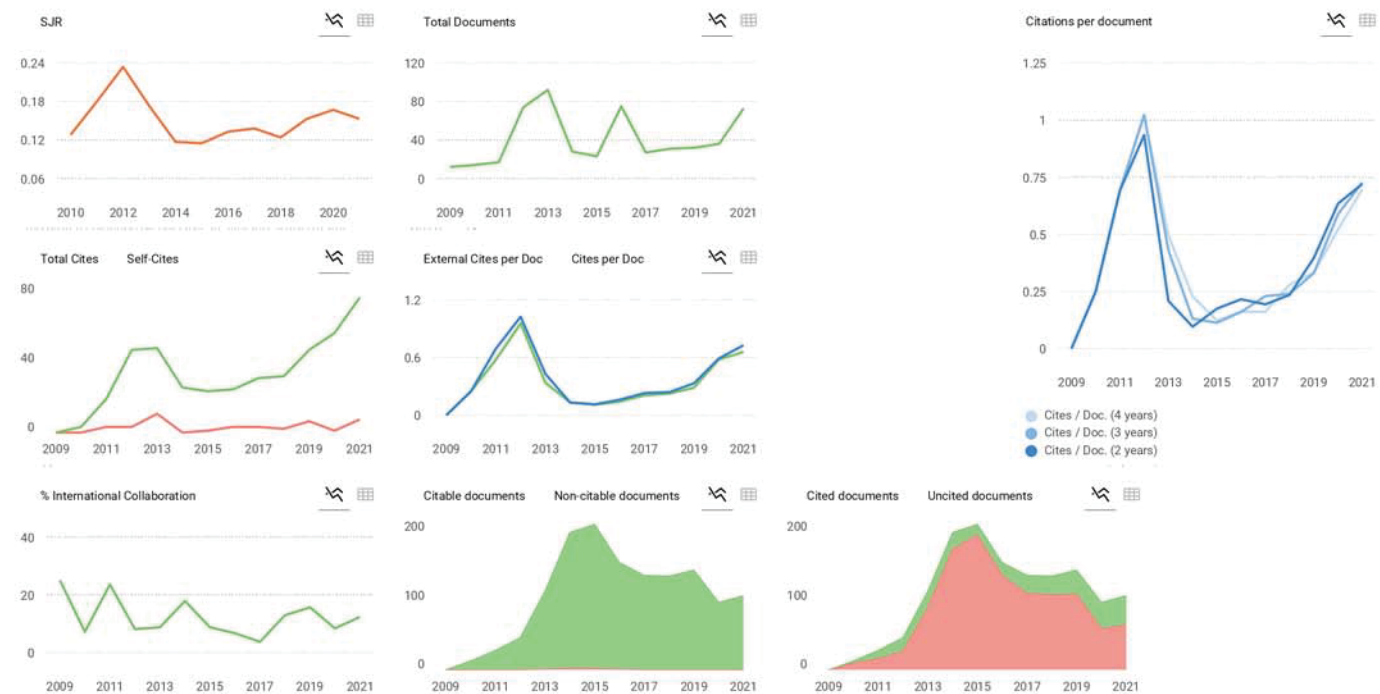 SJR
0.24
0.18
0.12
0.06
2010 2012 2014 2016 2018 2020
Total Documents
120
80
40
0
2009 2011 2013 2015 2017 2019 2021
Citations per document
1.25
1
0.75
0.5
0.25
0
2009 2011 2013 2015 2017 2019 2021
Cites / Doc. (4 years)
Cites / Doc. (3 years)
Cites / Doc. (2 years)
Total Cites Self-Cites
80
40
0
2009 2011 2013 2015 2017 2019 2021
External Cites per Doc Cites per Doc
1.2
0.6
0
2009 2011 2013 2015 2017 2019 2021
% International Collaboration
40
20
0
2009 2011 2013 2015 2017 2019 2021
Citable documents Non-citable documents
200
100
0
2009 2011 2013 2015 2017 2019 2021
Cited documents Uncited documents
200
100
0
2009 2011 2013 2015 2017 2019 2021